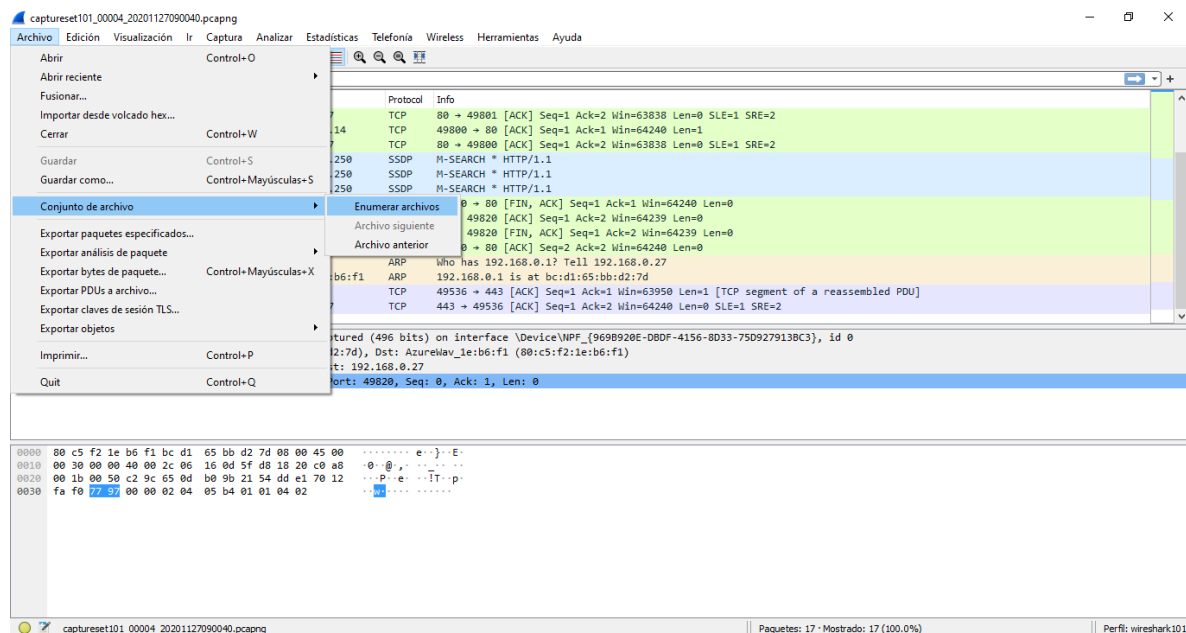 captureset101_00004_20201127090040.pcapng
Archivo Edición Visualización Ir Captura Analizar Estadísticas Telefonía Wireless Herramientas Ayuda
Abrir Control+O
Abrir reciente
Fusionar...
Importar desde volcado hex...
Cerrar Control+W
Guardar Control+S
Guardar como... Control+Mayúsculas+S
Conjunto de archivo
Exportar paquetes especificados...
Exportar análisis de paquete
Exportar bytes de paquete... Control+Mayúsculas+X
Exportar PDUs a archivo...
Exportar claves de sesión TLS...
Exportar objetos
Imprimir... Control+P
Quit Control+Q
Enumerar archivos
Archivo siguiente
Archivo anterior
Protocol Info
TCP 80 → 49801 [ACK] Seq=1 Ack=2 Win=63838 Len=0 SLE=1 SRE=2
.14 TCP 49800 → 80 [ACK] Seq=1 Ack=1 Win=64240 Len=1
TCP 80 → 49800 [ACK] Seq=1 Ack=2 Win=63838 Len=0 SLE=1 SRE=2
.250 SSDP M-SEARCH * HTTP/1.1
.250 SSDP M-SEARCH * HTTP/1.1
.250 SSDP M-SEARCH * HTTP/1.1
→ 80 [FIN, ACK] Seq=1 Ack=1 Win=64240 Len=0
49820 [ACK] Seq=1 Ack=2 Win=64239 Len=0
49820 [FIN, ACK] Seq=1 Ack=2 Win=64239 Len=0
→ 80 [ACK] Seq=2 Ack=2 Win=64240 Len=0
ARP Who has 192.168.0.1? Tell 192.168.0.27
:b6:f1 ARP 192.168.0.1 is at bc:d1:65:bb:d2:7d
TCP 49536 → 443 [ACK] Seq=1 Ack=1 Win=63950 Len=1 [TCP segment of a reassembled PDU]
TCP 443 → 49536 [ACK] Seq=1 Ack=2 Win=64240 Len=0 SLE=1 SRE=2
tured (496 bits) on interface \Device\NPF_{969B920E-DBDF-4156-8D33-75D927913BC3}, id 0
2:7d), Dst: AzureWav_1e:b6:f1 (80:c5:f2:1e:b6:f1)
t: 192.168.0.27
ort: 49820, Seq: 0, Ack: 1, Len: 0
0000 80 c5 f2 1e b6 f1 bc d1 65 bb d2 7d 08 00 45 00 ········ e··}··E·
0010 00 30 00 00 40 00 2c 06 16 0d 5f d8 18 20 c0 a8 ·0··@·,· ··_·· ··
0020 00 1b 00 50 c2 9c 65 0d b0 9b 21 54 dd e1 70 12 ···P··e· ··!T··p·
0030 fa f0 77 97 00 00 02 04 05 b4 01 01 04 02 ··w····· ······
captureset101_00004_20201127090040.pcapng Paquetes: 17 · Mostrado: 17 (100.0%) Perfil: wireshark101